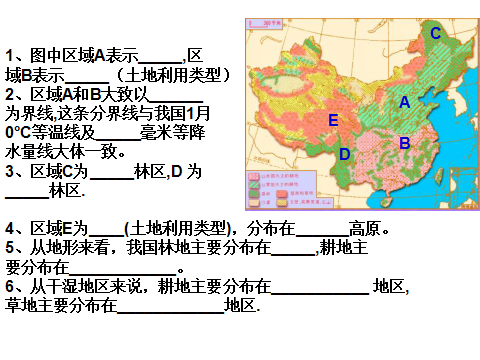 1、图中区域A表示_____,区
域B表示_____（土地利用类型）
2、区域A和B大致以______
为界线,这条分界线与我国1月
0°C等温线及_____毫米等降
水量线大体一致。
3、区域C为_____林区,D 为
_____林区.
4、区域E为____(土地利用类型)，分布在______高原。
5、从地形来看，我国林地主要分布在_____,耕地主
要分布在____________。
6、从干湿地区来说，耕地主要分布在___________ 地区,
草地主要分布在____________地区.
C
A
E
B
D